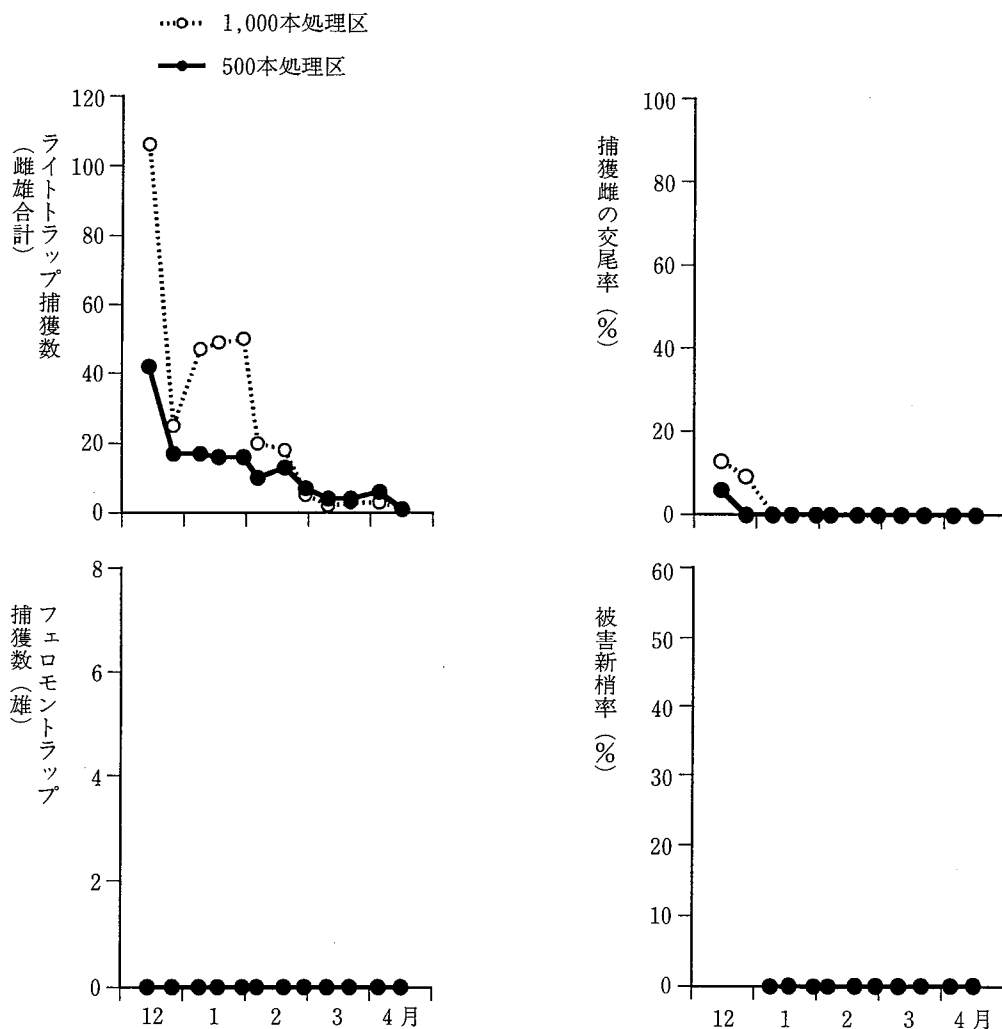 1,000本処理区
500本処理区
ライトトラップ捕獲数
(雌雄合計)
120
100
80
60
40
20
0
捕獲雌の交尾率(%)
100
80
60
40
20
0
フェロモントラップ
捕獲数(雄)
8
6
4
2
0
12 1 2 3 4月
被害新梢率(%)
60
50
40
30
20
10
0
12 1 2 3 4月